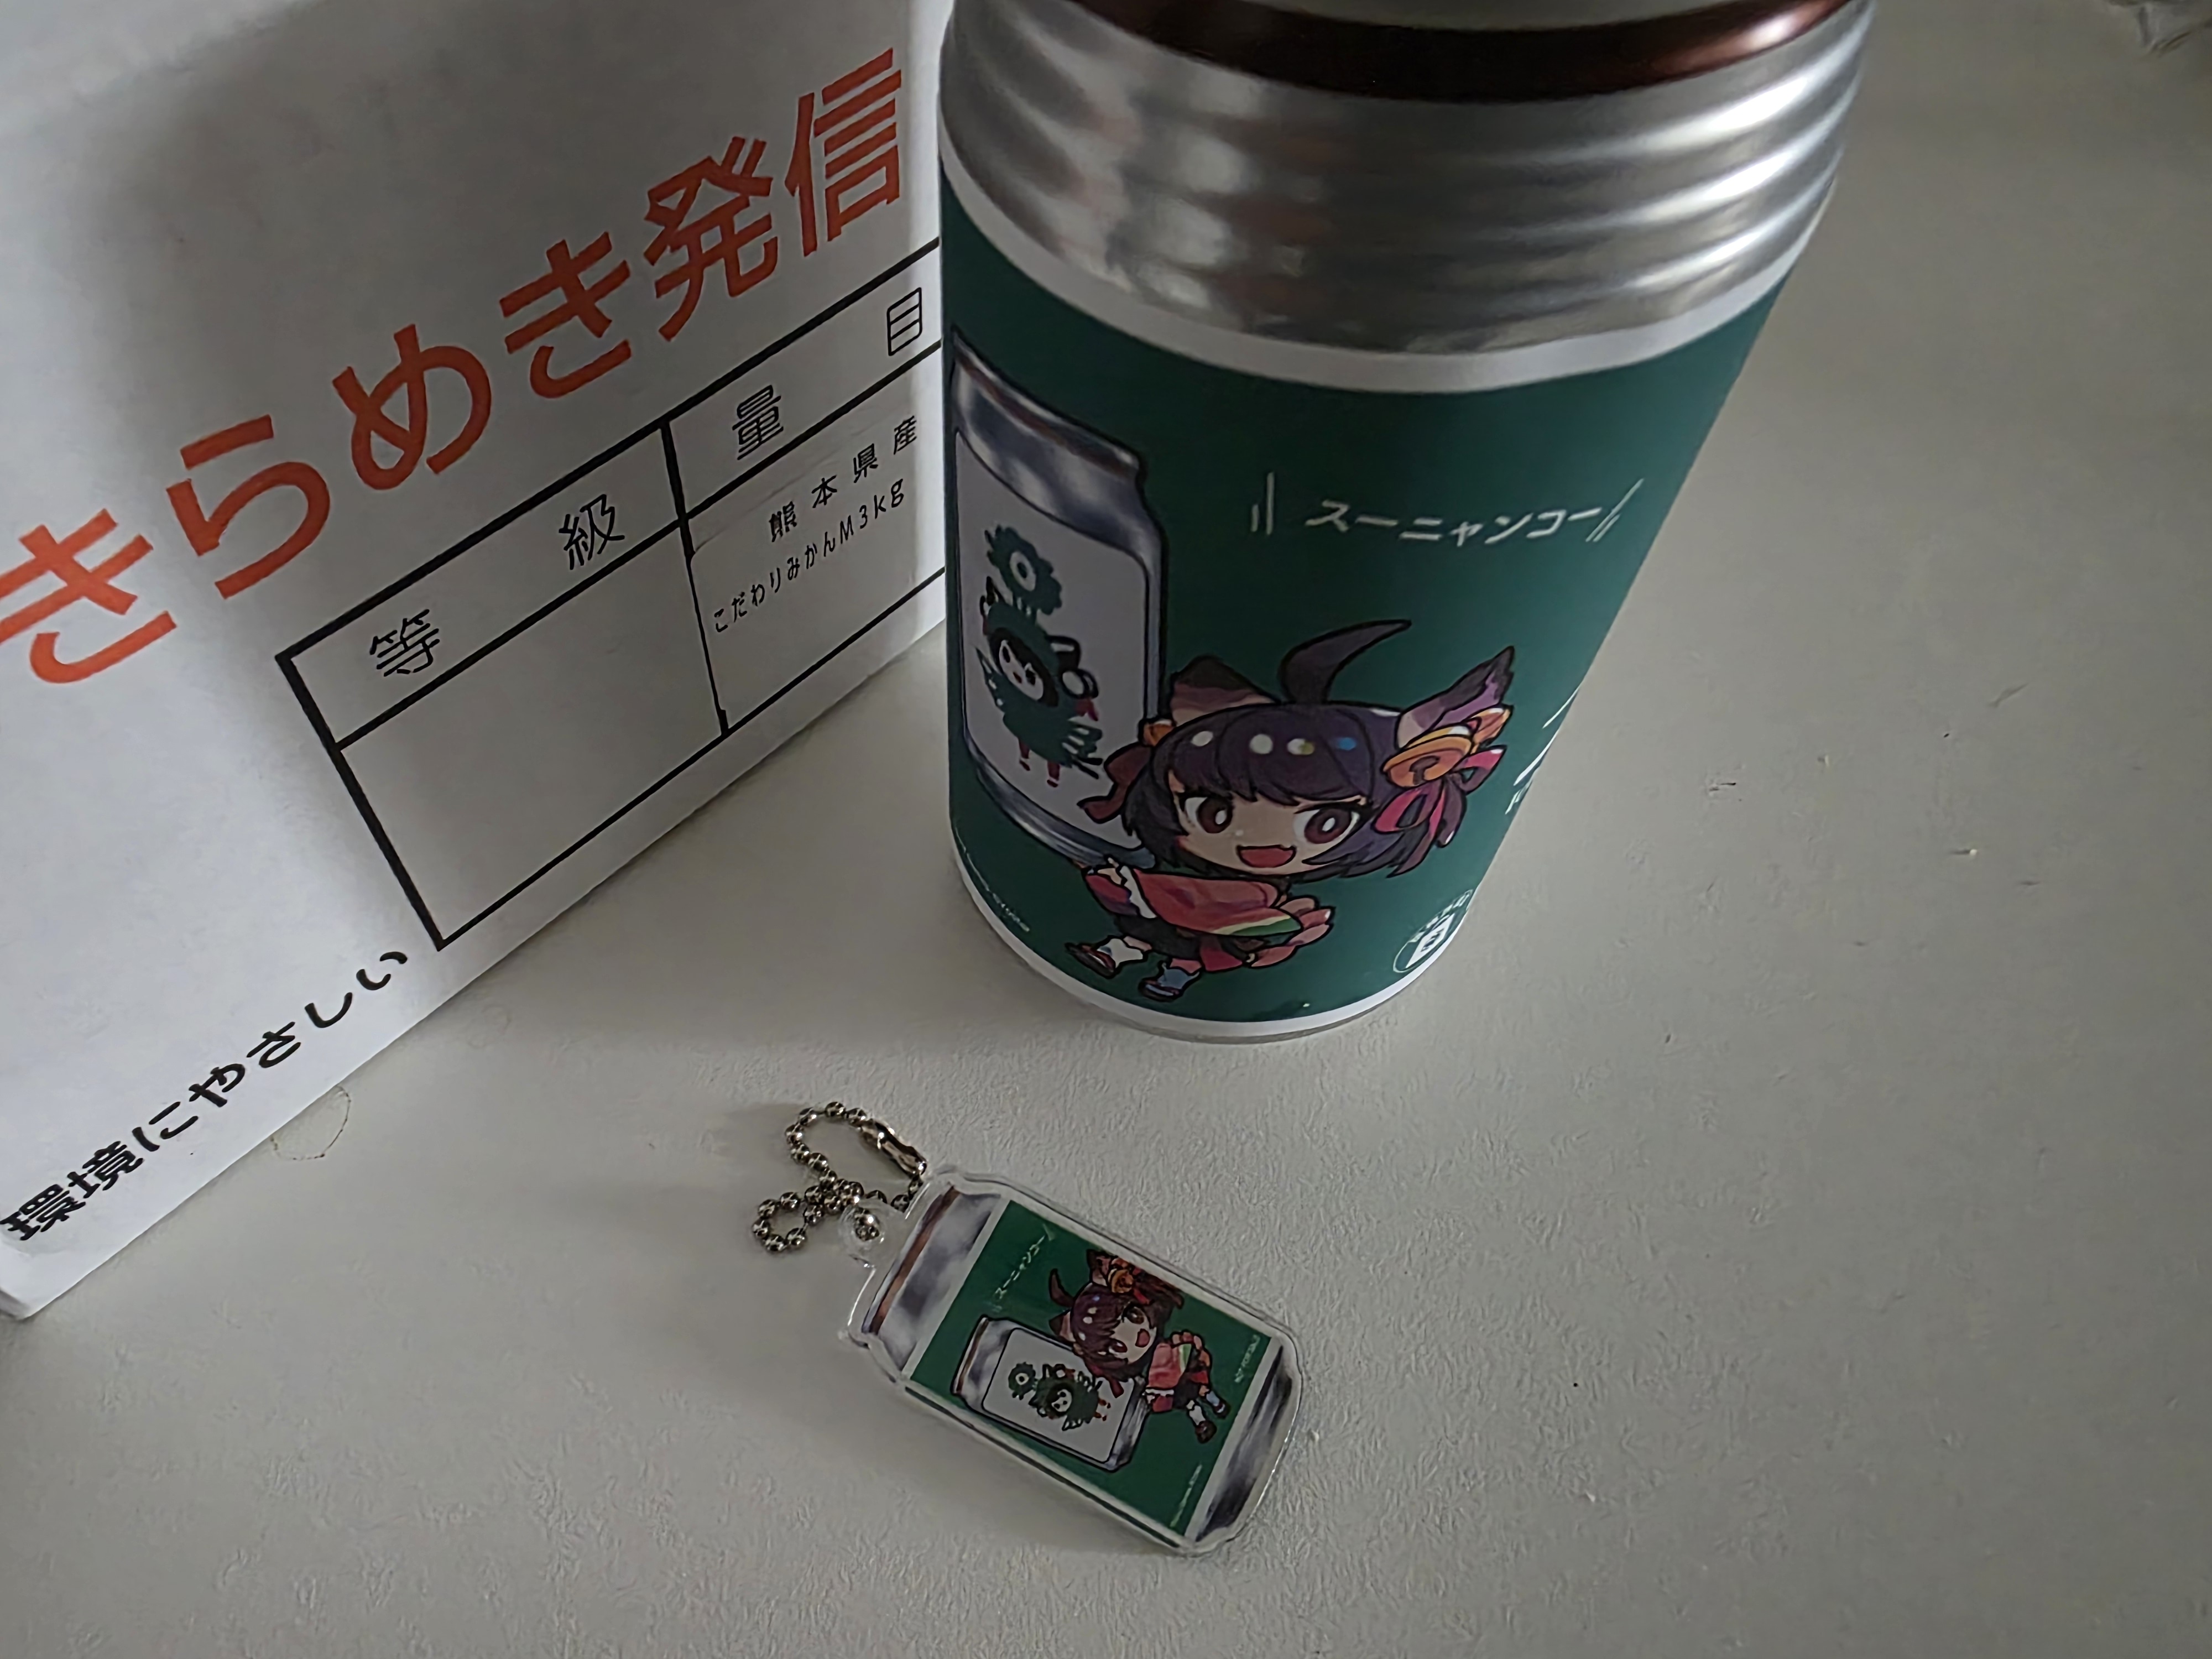 きらめき発信
等級
量目
熊本県産
こだわりみかんM3kg
環境にやさしい
スーニャンコー
スーニャンコー